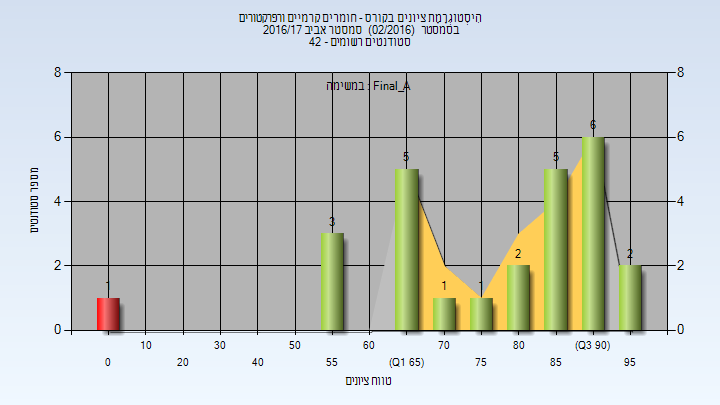 היסטוגרמת ציונים בקורס - חומרים קרמיים ורפרקטורים
בסמסטר (02/2016) סמסטר אביב 2016/17
סטודנטים רשומים - 42
במשימה : Final_A
מספר סטודנטים
8 8
6 6
4 4
2 2
0 0
1 3 5 1 1 2 5 6 2
10 30 50 60 70 80 (Q3 90)
0 20 40 55 (Q1 65) 75 85 95
טווח ציונים